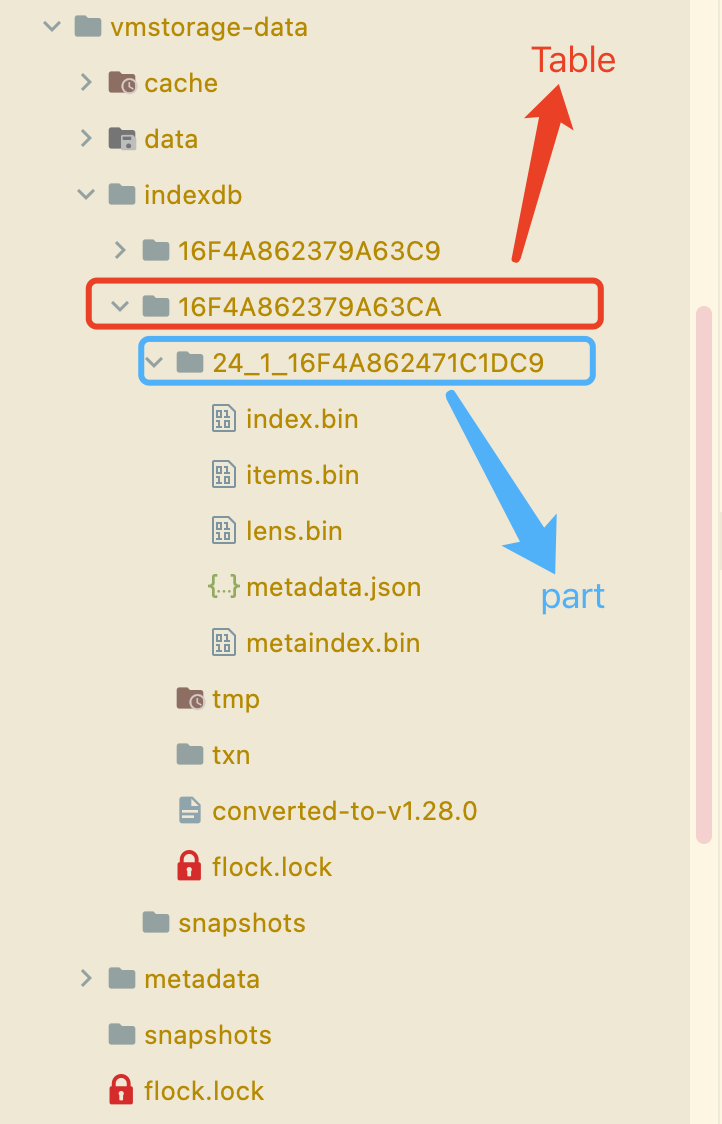 vmstorage-data
Table
cache
data
indexdb
16F4A862379A63C9
16F4A862379A63CA
24_1_16F4A862471C1DC9
index.bin
items.bin
lens.bin
{...} metadata.json
part
metaindex.bin
tmp
txn
converted-to-v1.28.0
flock.lock
snapshots
metadata
snapshots
flock.lock